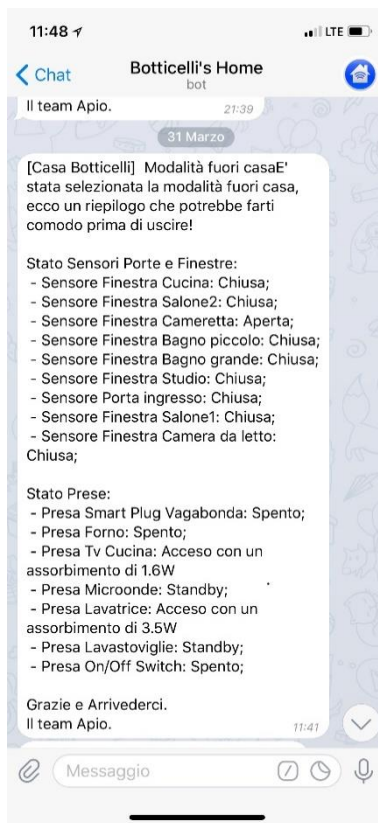 11:48
LTE
Chat
Botticelli's Home
bot
Il team Apio.
21:39
31 Marzo
[Casa Botticelli]  Modalità fuori casaE'
stata selezionata la modalità fuori casa,
ecco un riepilogo che potrebbe farti
comodo prima di uscire!
Stato Sensori Porte e Finestre:
- Sensore Finestra Cucina: Chiusa;
- Sensore Finestra Salone2: Chiusa;
- Sensore Finestra Cameretta: Aperta;
- Sensore Finestra Bagno piccolo: Chiusa;
- Sensore Finestra Bagno grande: Chiusa;
- Sensore Finestra Studio: Chiusa;
- Sensore Porta ingresso: Chiusa;
- Sensore Finestra Salone1: Chiusa;
- Sensore Finestra Camera da letto:
Chiusa;
Stato Prese:
- Presa Smart Plug Vagabonda: Spento;
- Presa Forno: Spento;
- Presa Tv Cucina: Acceso con un
assorbimento di 1.6W
- Presa Microonde: Standby;
- Presa Lavatrice: Acceso con un
assorbimento di 3.5W
- Presa Lavastoviglie: Standby;
- Presa On/Off Switch: Spento;
Grazie e Arrivederci.
Il team Apio.
11:41
Messaggio